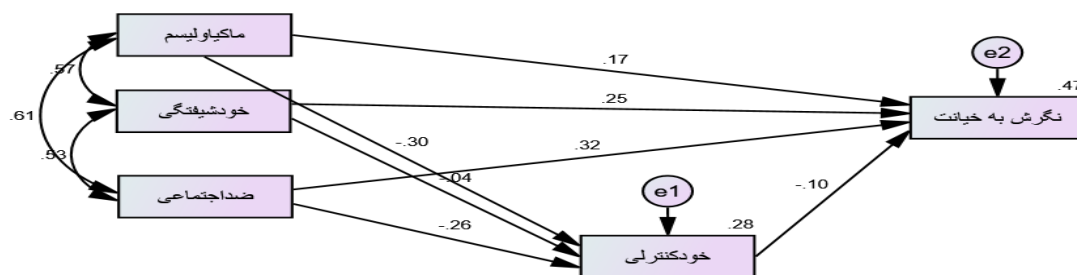 ماکیاولیسم
e2
.57
.17
.47
خودشیفتگی
.25
نگرش به خیانت
.61
.53
-.30
.32
-.04
ضداجتماعی
e1
-.10
-.26
.28
خودکنترلی